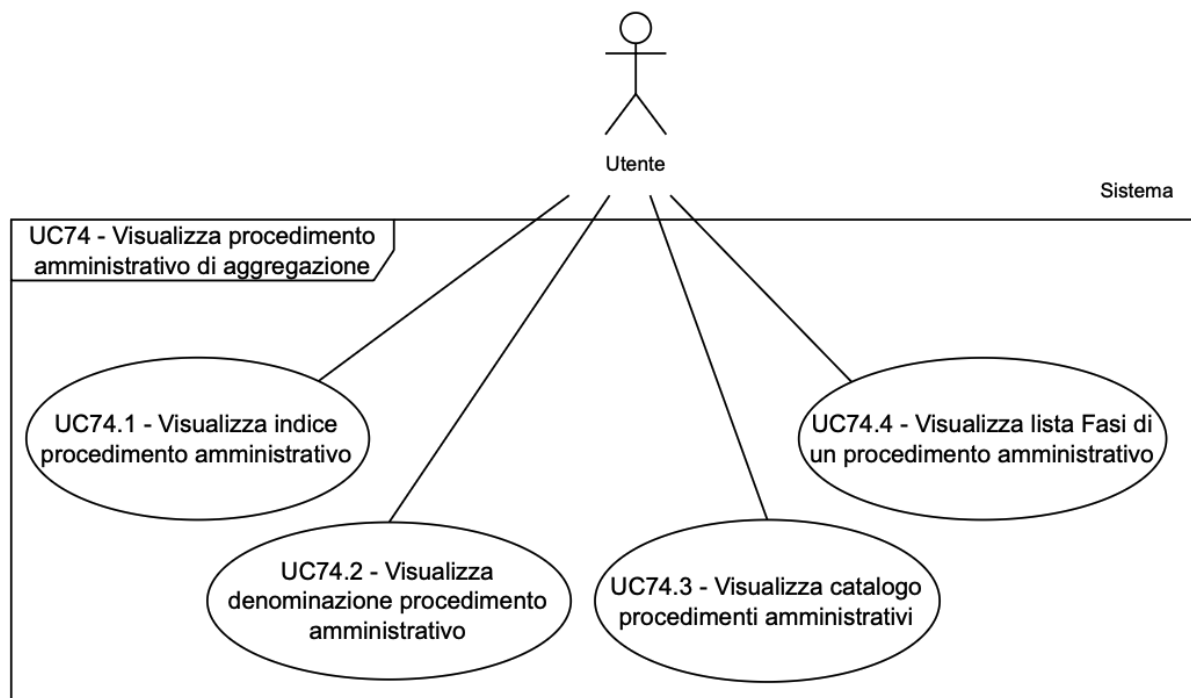 Utente
Sistema
UC74 - Visualizza procedimento
amministrativo di aggregazione
UC74.1 - Visualizza indice
procedimento amministrativo
UC74.4 - Visualizza lista Fasi di
un procedimento amministrativo
UC74.2 - Visualizza
denominazione procedimento
amministrativo
UC74.3 - Visualizza catalogo
procedimenti amministrativi